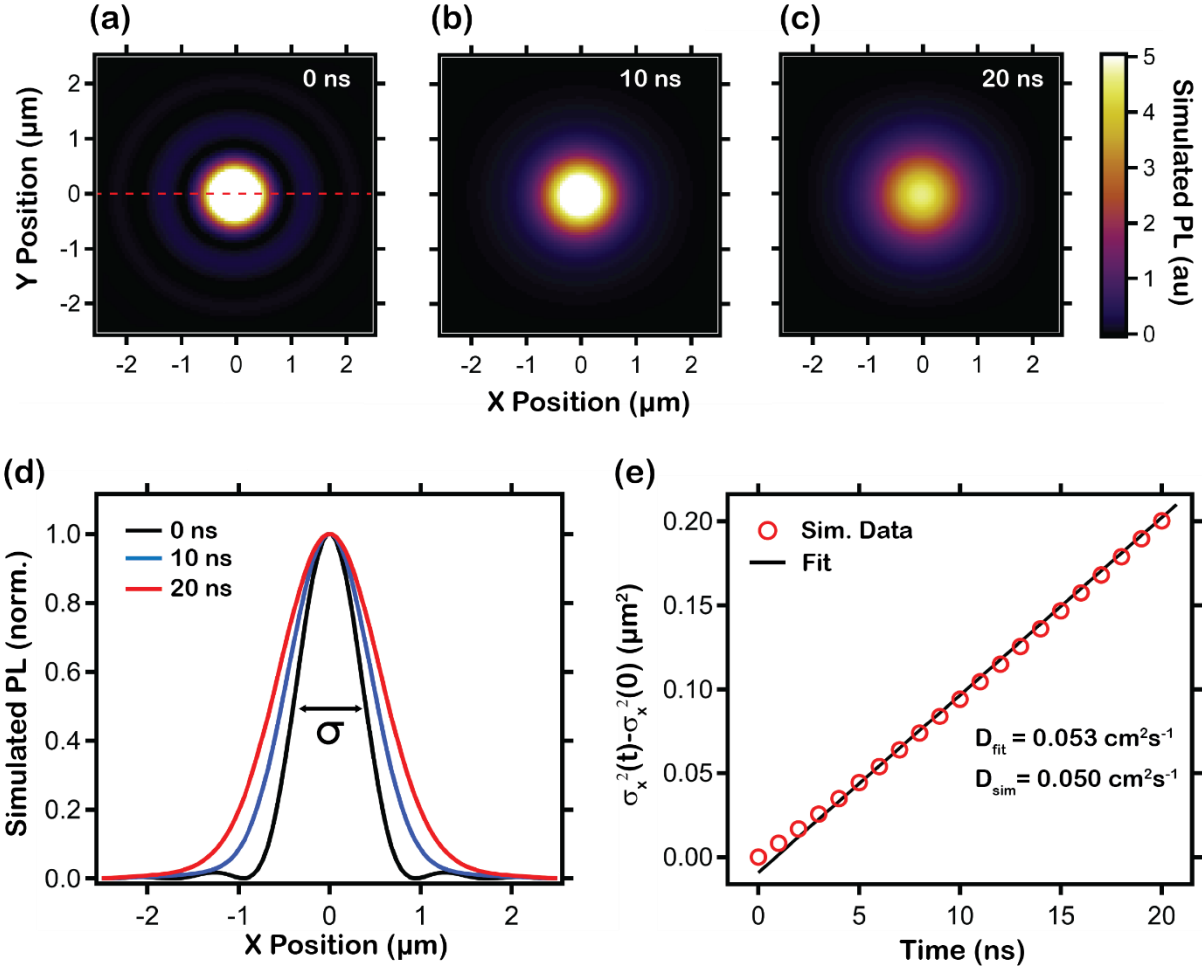 (a)
(b)
(c)
0 ns
10 ns
20 ns
2
1
0
-1
-2
Y Position (µm)
-2 -1 0 1 2
-2 -1 0 1 2
-2 -1 0 1 2
X Position (µm)
5
4
3
2
1
0
Simulated PL (au)
(d)
0 ns
10 ns
20 ns
σ
1.0
0.8
0.6
0.4
0.2
0.0
Simulated PL (norm.)
-2 -1 0 1 2
X Position (µm)
(e)
Sim. Data
Fit
D_fit = 0.053 cm²s⁻¹
D_sim = 0.050 cm²s⁻¹
0.20
0.15
0.10
0.05
0.00
σₓ²(t)-σₓ²(0) (µm²)
0 5 10 15 20
Time (ns)